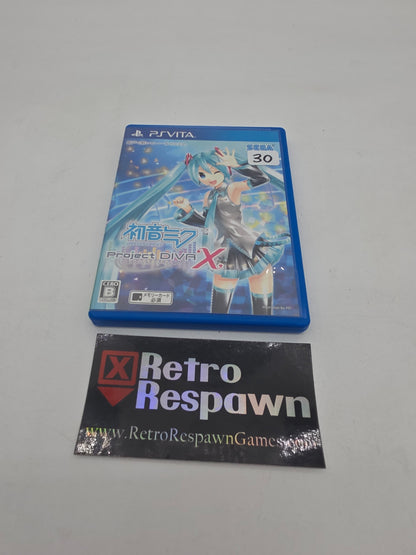 PSVITA
SEGA
30
初音ミク
Project DIVA X
CERO
B
メモリーカード
必須
X
Retro
Respawn
www.RetroRespawnGames.com